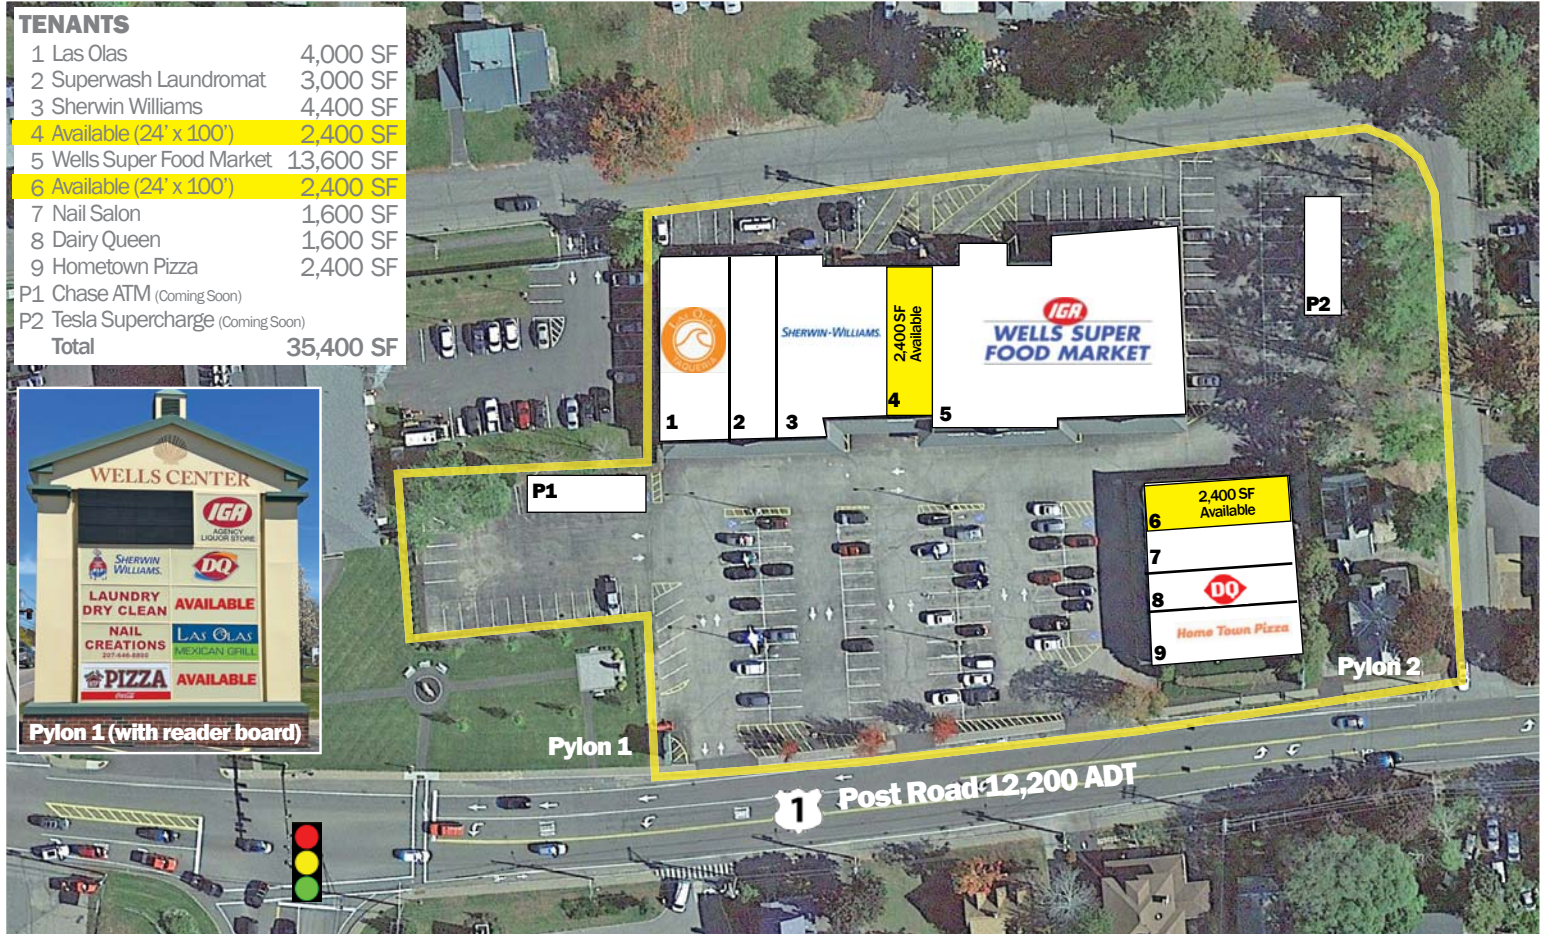 TENANTS
1 Las Olas 4,000 SF
2 Superwash Laundromat 3,000 SF
3 Sherwin Williams 4,400 SF
4 Available (24' x 100') 2,400 SF
5 Wells Super Food Market 13,600 SF
6 Available (24' x 100') 2,400 SF
7 Nail Salon 1,600 SF
8 Dairy Queen 1,600 SF
9 Hometown Pizza 2,400 SF
P1 Chase ATM (Coming Soon)
P2 Tesla Supercharge (Coming Soon)
Total 35,400 SF
WELLS CENTER
IGA
AGENCY
LIQUOR STORE
SHERWIN
WILLIAMS.
DQ
LAUNDRY
DRY CLEAN
AVAILABLE
NAIL
CREATIONS
207-646-8800
LAS OLAS
MEXICAN GRILL
PIZZA
AVAILABLE
Pylon 1 (with reader board)
LAS OLAS
TAQUERIA
1
2
SHERWIN-WILLIAMS.
3
2,400 SF
Available
4
IGA
WELLS SUPER
FOOD MARKET
5
P2
P1
2,400 SF
Available
6
7
8
DQ
Home Town Pizza
9
Pylon 2
Pylon 1
1
Post Road 12,200 ADT